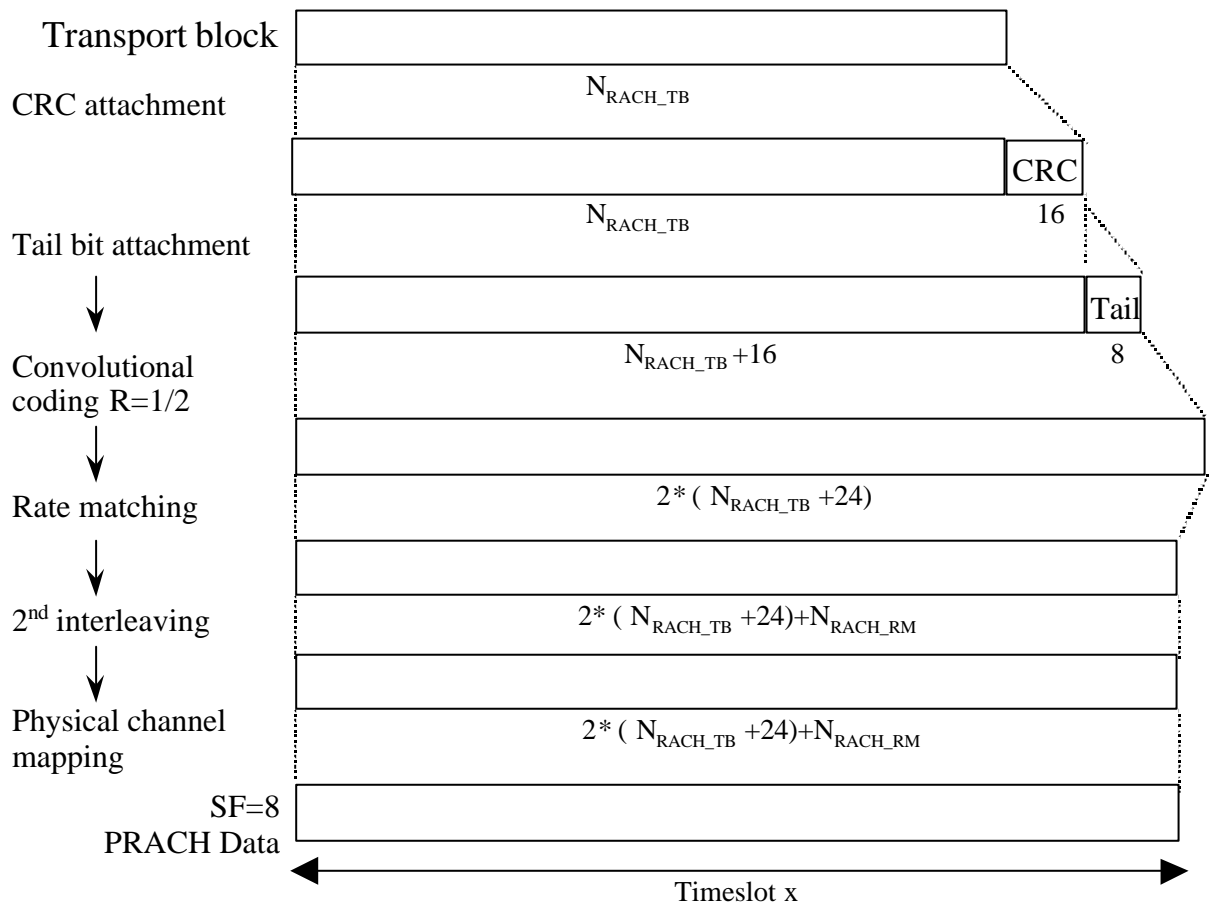 Transport block
N_RACH_TB
CRC attachment
CRC
N_RACH_TB
16
Tail bit attachment
Tail
N_RACH_TB +16
8
Convolutional
coding R=1/2
2* ( N_RACH_TB +24)
Rate matching
2* ( N_RACH_TB +24)+N_RACH_RM
2nd interleaving
2* ( N_RACH_TB +24)+N_RACH_RM
Physical channel
mapping
SF=8
PRACH Data
Timeslot x